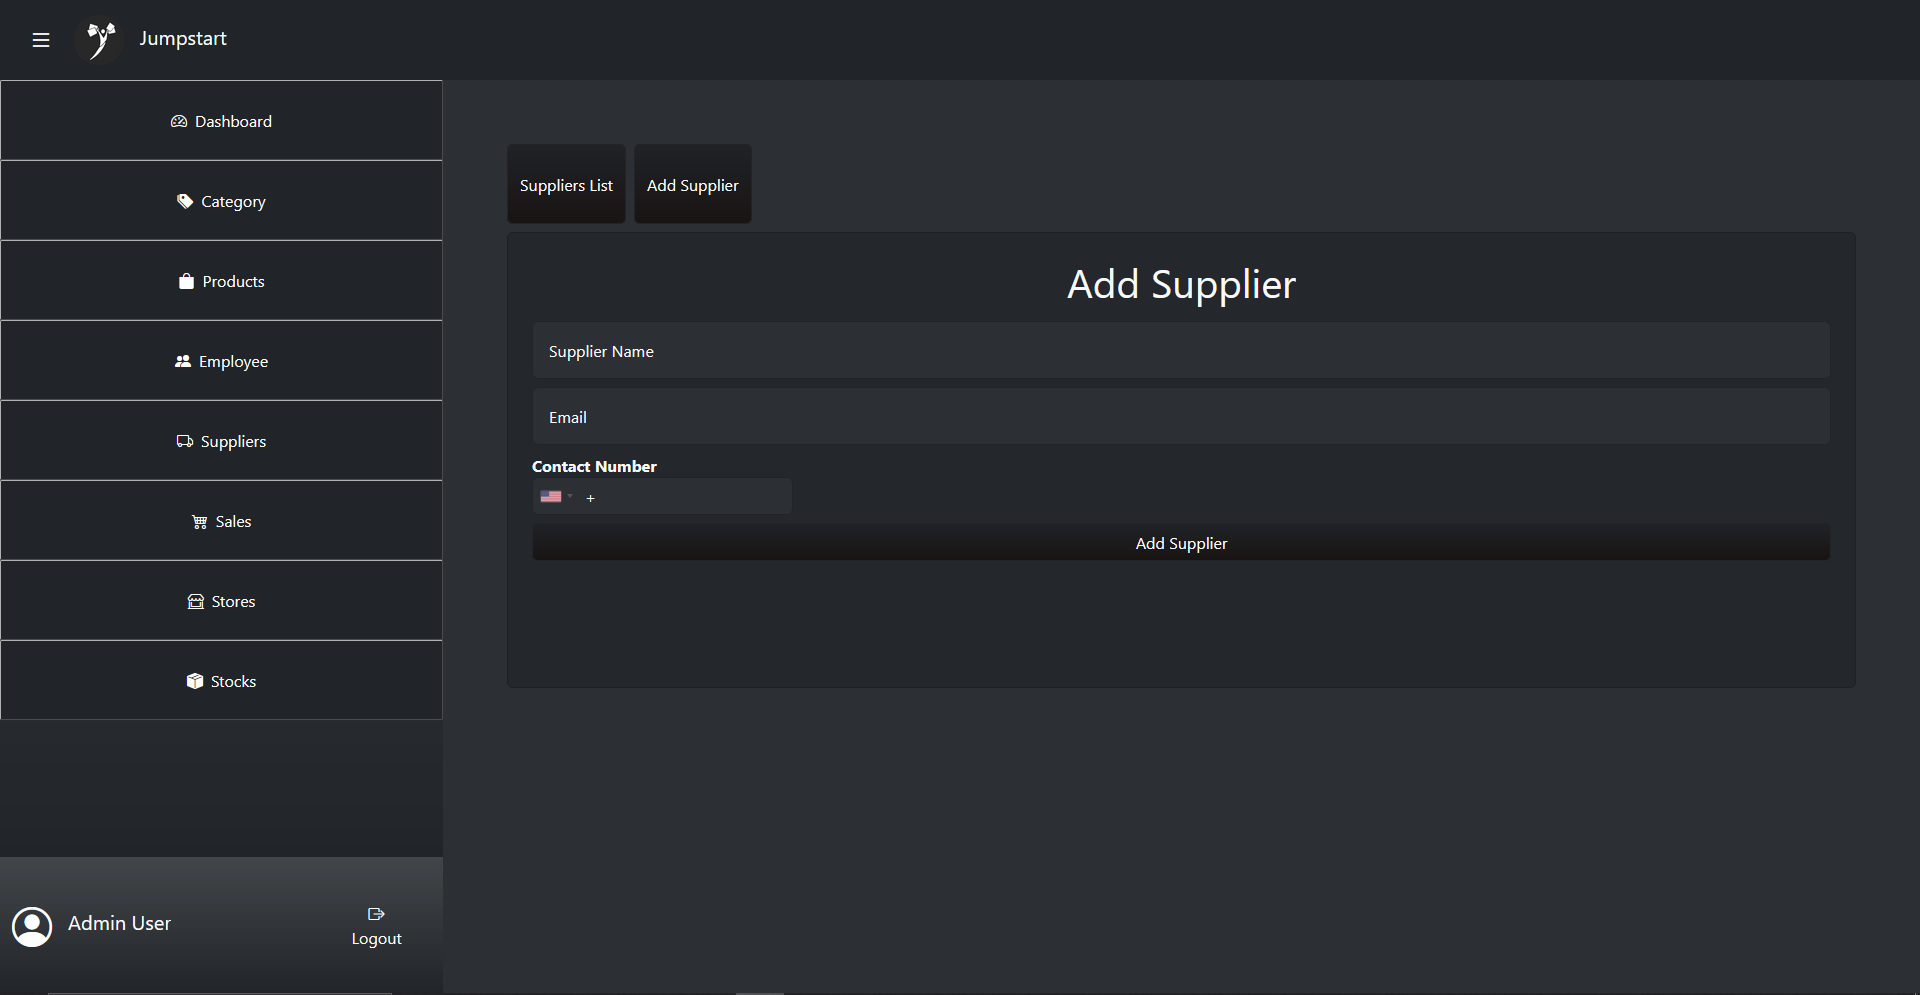 Jumpstart
Dashboard
Category
Products
Employee
Suppliers
Sales
Stores
Stocks
Admin User
Logout
Suppliers List
Add Supplier
Add Supplier
Supplier Name
Email
Contact Number
+
Add Supplier